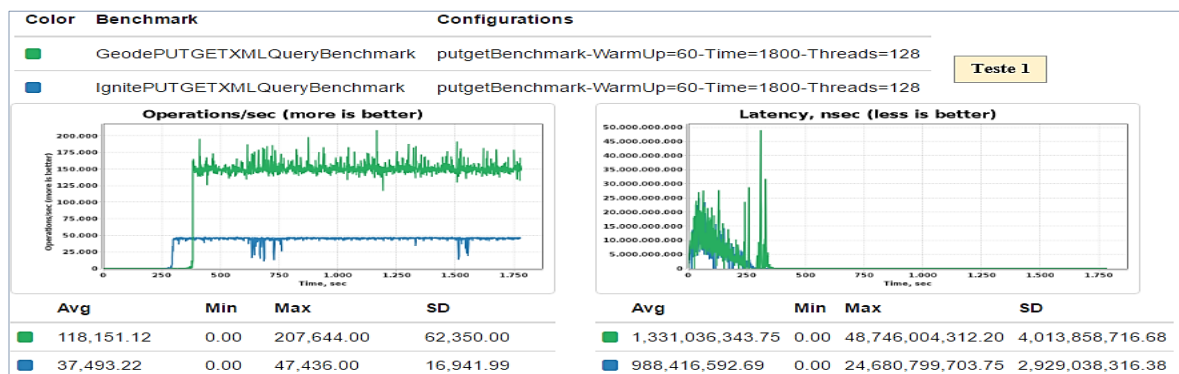 Color Benchmark Configurations
GeodePUTGETXMLQueryBenchmark putgetBenchmark-WarmUp=60-Time=1800-Threads=128
IgnitePUTGETXMLQueryBenchmark putgetBenchmark-WarmUp=60-Time=1800-Threads=128
Teste 1
Operations/sec (more is better)
Operations/sec (more is better)
200.000
175.000
150.000
125.000
100.000
75.000
50.000
25.000
0
0 250 500 750 1.000 1.250 1.500 1.750
Time, sec
Avg Min Max SD
118,151.12 0.00 207,644.00 62,350.00
37,493.22 0.00 47,436.00 16,941.99
Latency, nsec (less is better)
50.000.000.000
45.000.000.000
40.000.000.000
35.000.000.000
30.000.000.000
25.000.000.000
20.000.000.000
15.000.000.000
10.000.000.000
5.000.000.000
0
0 250 500 750 1.000 1.250 1.500 1.750
Time, sec
Avg Min Max SD
1,331,036,343.75 0.00 48,746,004,312.20 4,013,858,716.68
988,416,592.69 0.00 24,680,799,703.75 2,929,038,316.38